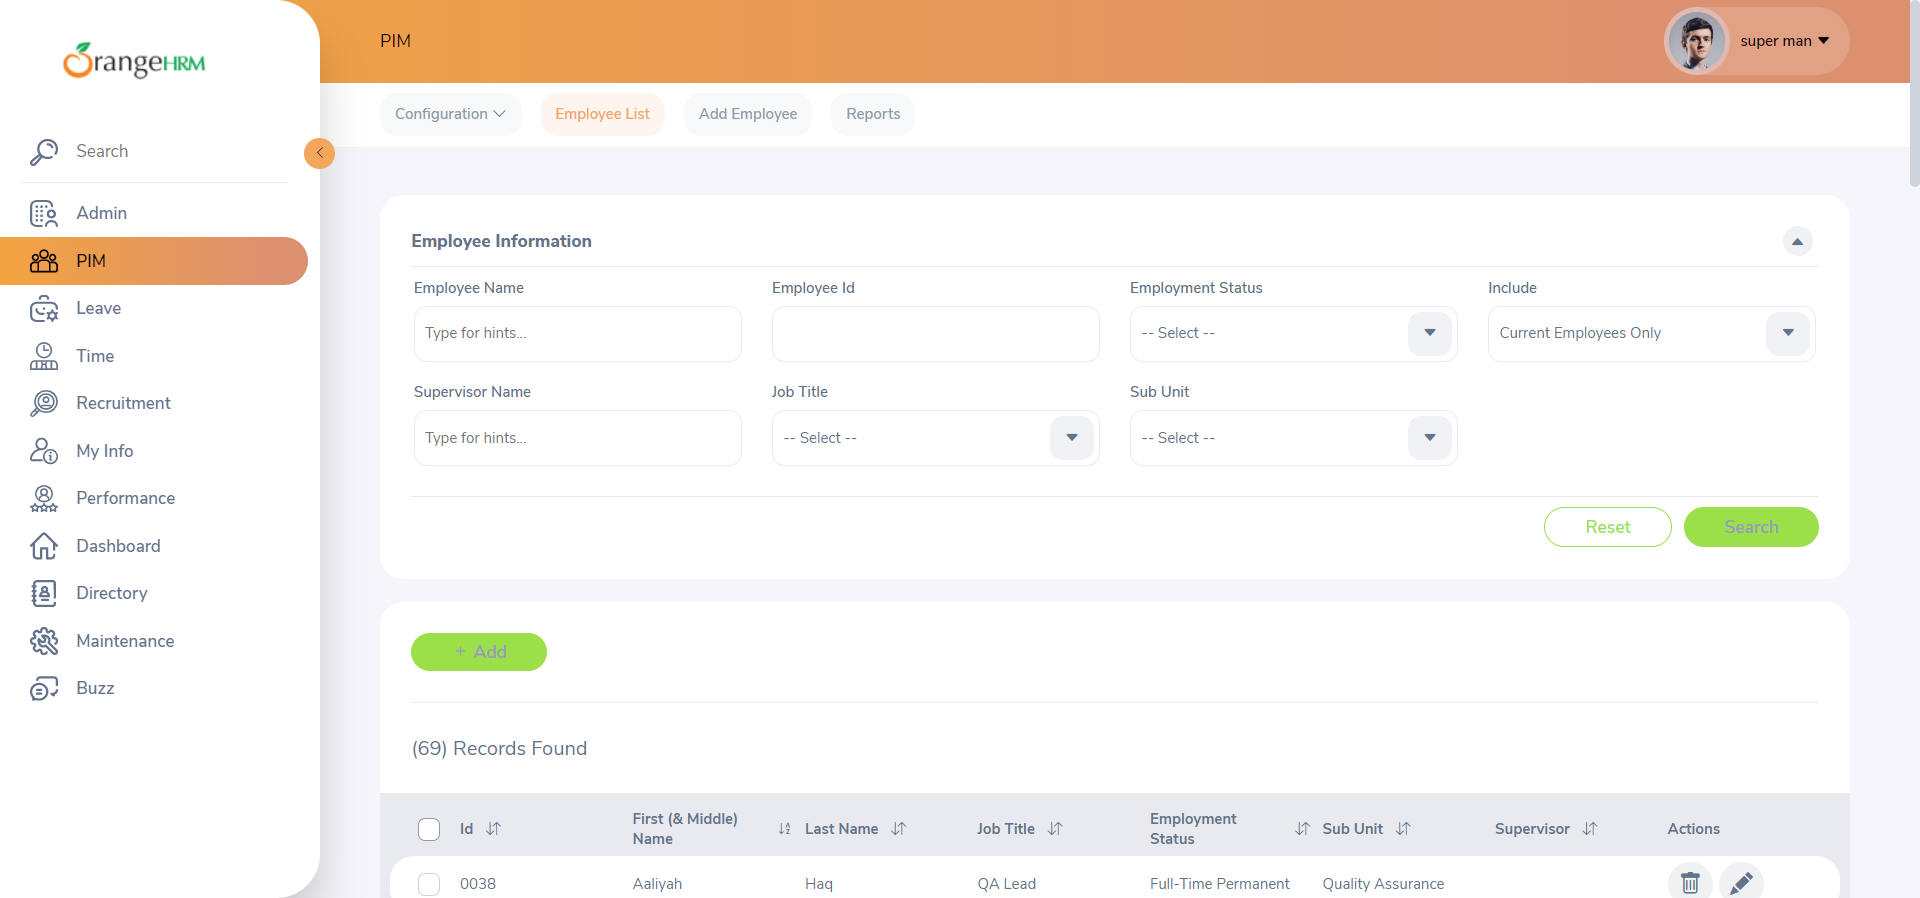 OrangeHRM
PIM
super man
Configuration
Employee List
Add Employee
Reports
Search
Admin
PIM
Leave
Time
Recruitment
My Info
Performance
Dashboard
Directory
Maintenance
Buzz
Employee Information
Employee Name
Employee Id
Employment Status
Include
Type for hints...
-- Select --
Current Employees Only
Supervisor Name
Job Title
Sub Unit
Type for hints...
-- Select --
-- Select --
Reset
Search
+ Add
(69) Records Found
Id
First (& Middle)
Name
Last Name
Job Title
Employment
Status
Sub Unit
Supervisor
Actions
0038
Aaliyah
Haq
QA Lead
Full-Time Permanent
Quality Assurance